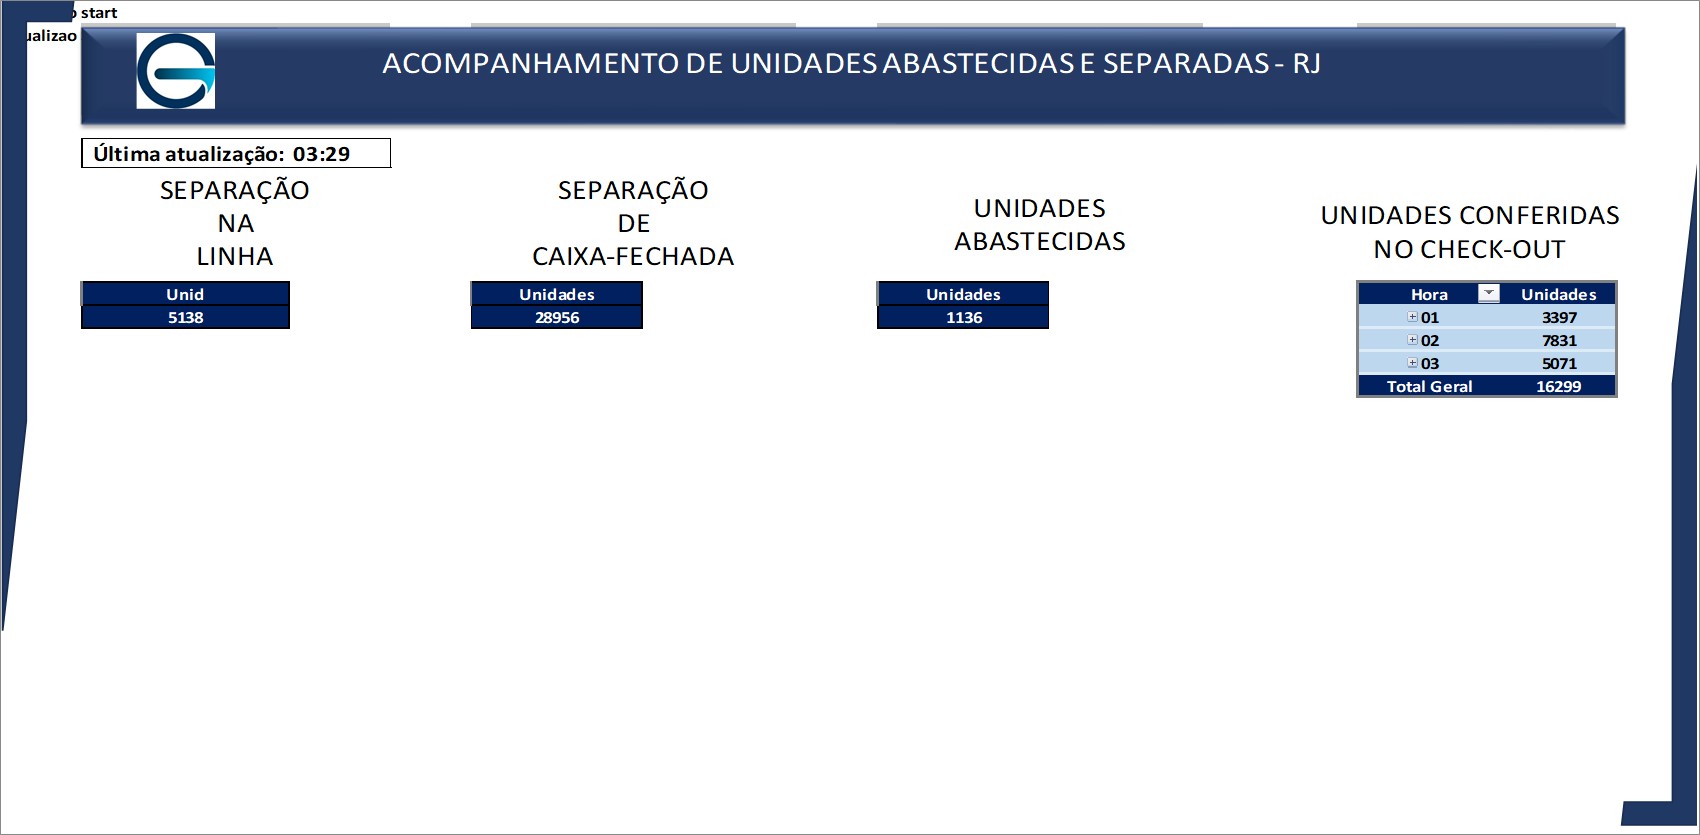 start
ualizao
ACOMPANHAMENTO DE UNIDADES ABASTECIDAS E SEPARADAS - RJ
Última atualização: 03:29
SEPARAÇÃO
NA
LINHA
Unid
5138
SEPARAÇÃO
DE
CAIXA-FECHADA
Unidades
28956
UNIDADES
ABASTECIDAS
Unidades
1136
UNIDADES CONFERIDAS
NO CHECK-OUT
Hora Unidades
01 3397
02 7831
03 5071
Total Geral 16299